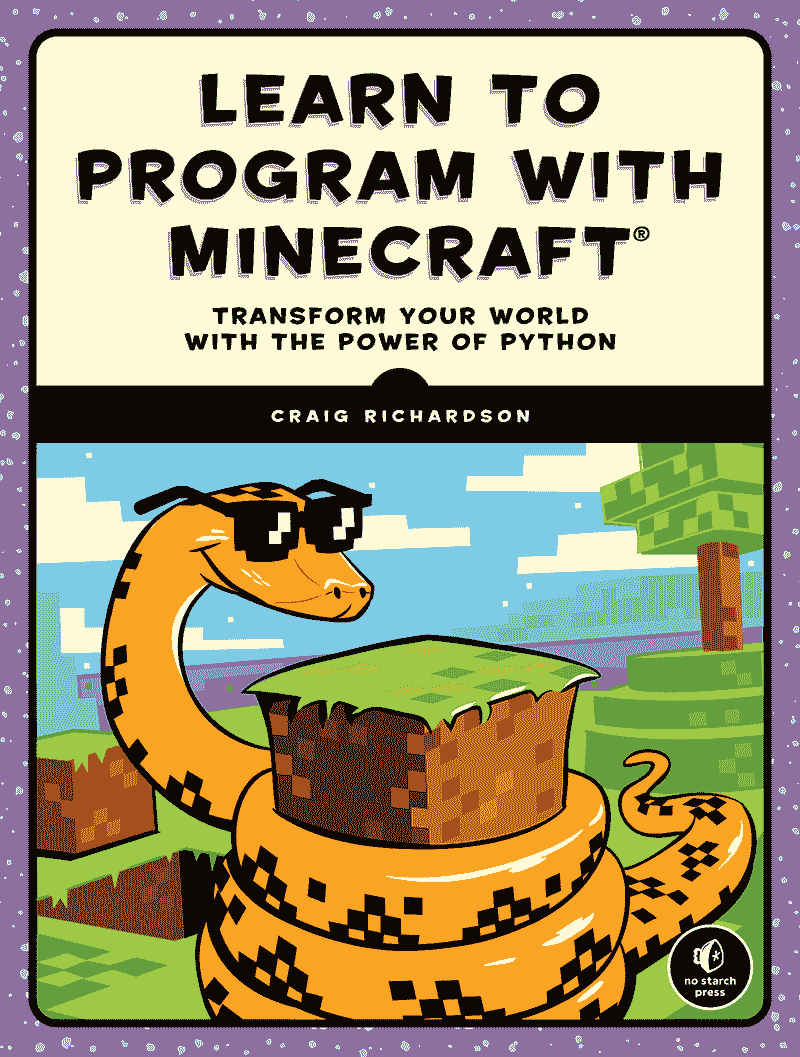 LEARN TO
PROGRAM WITH
MINECRAFT®
TRANSFORM YOUR WORLD
WITH THE POWER OF PYTHON
CRAIG RICHARDSON
no starch
press